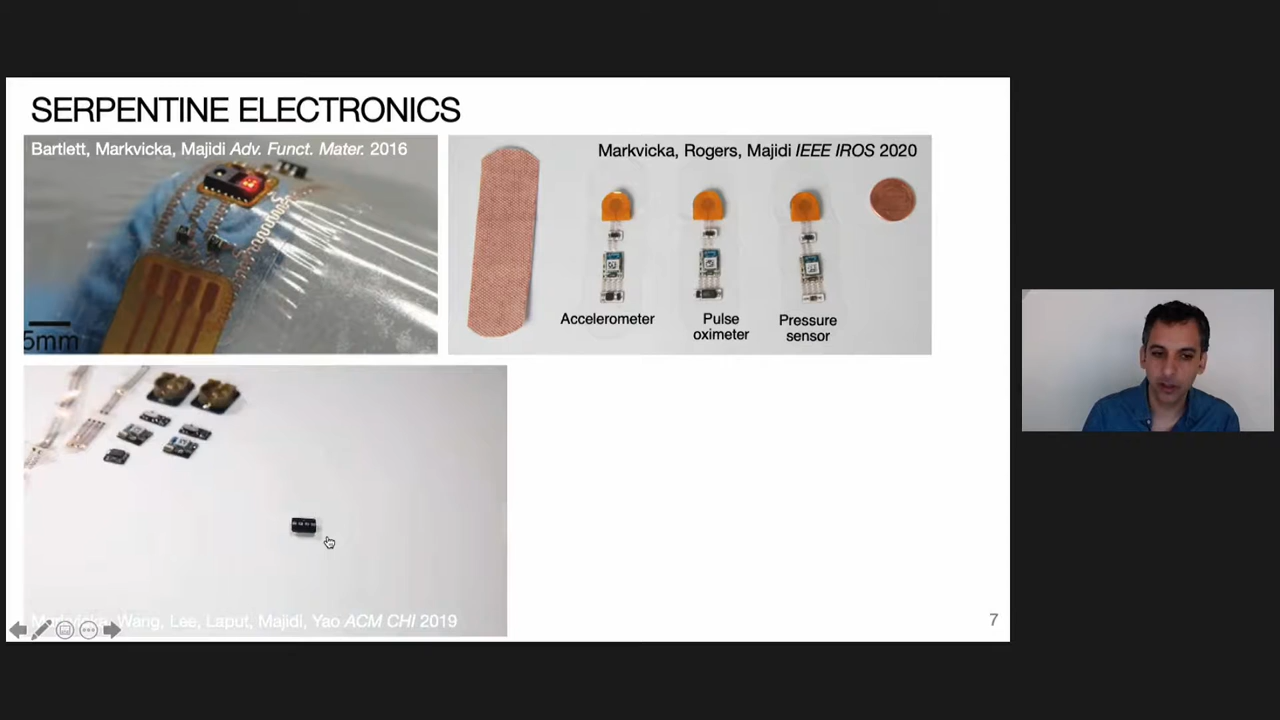 SERPENTINE ELECTRONICS
Bartlett, Markvicka, Majidi Adv. Funct. Mater. 2016
5mm
Markvicka, Rogers, Majidi IEEE IROS 2020
Accelerometer
Pulse
oximeter
Pressure
sensor
Markvicka, Wang, Lee, Laput, Majidi, Yao ACM CHI 2019
7